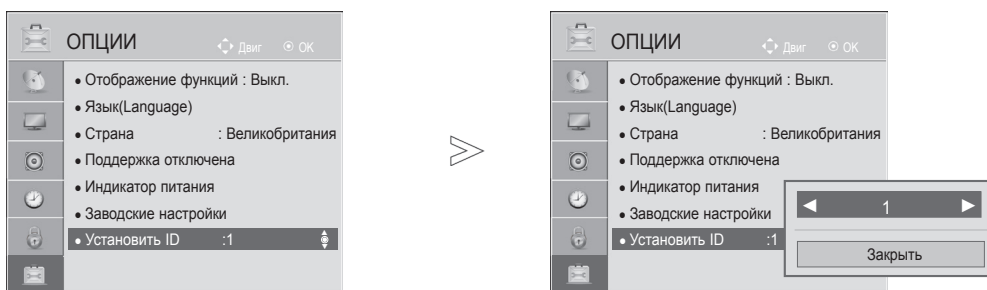 ОПЦИИ Двиг ОК
• Отображение функций : Выкл.
• Язык(Language)
• Страна : Великобритания
• Поддержка отключена
• Индикатор питания
• Заводские настройки
• Установить ID :1
ОПЦИИ Двиг ОК
• Отображение функций : Выкл.
• Язык(Language)
• Страна : Великобритания
• Поддержка отключена
• Индикатор питания
• Заводские настройки
• Установить ID :1
◄ 1 ►
Закрыть